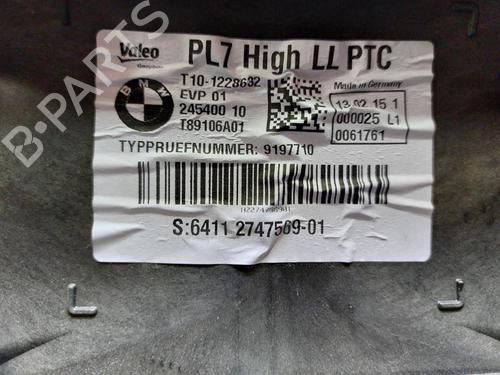 Valeo
PL7 High LL PTC
BMW
T10-1228632
EVP 01
245400 10
T89106A01
Made in Germany
13 02 15 1
000025 L1
0061761
TYPPRUEFNUMMER: 9197710
S:6411 2747569-01
B-PARTS